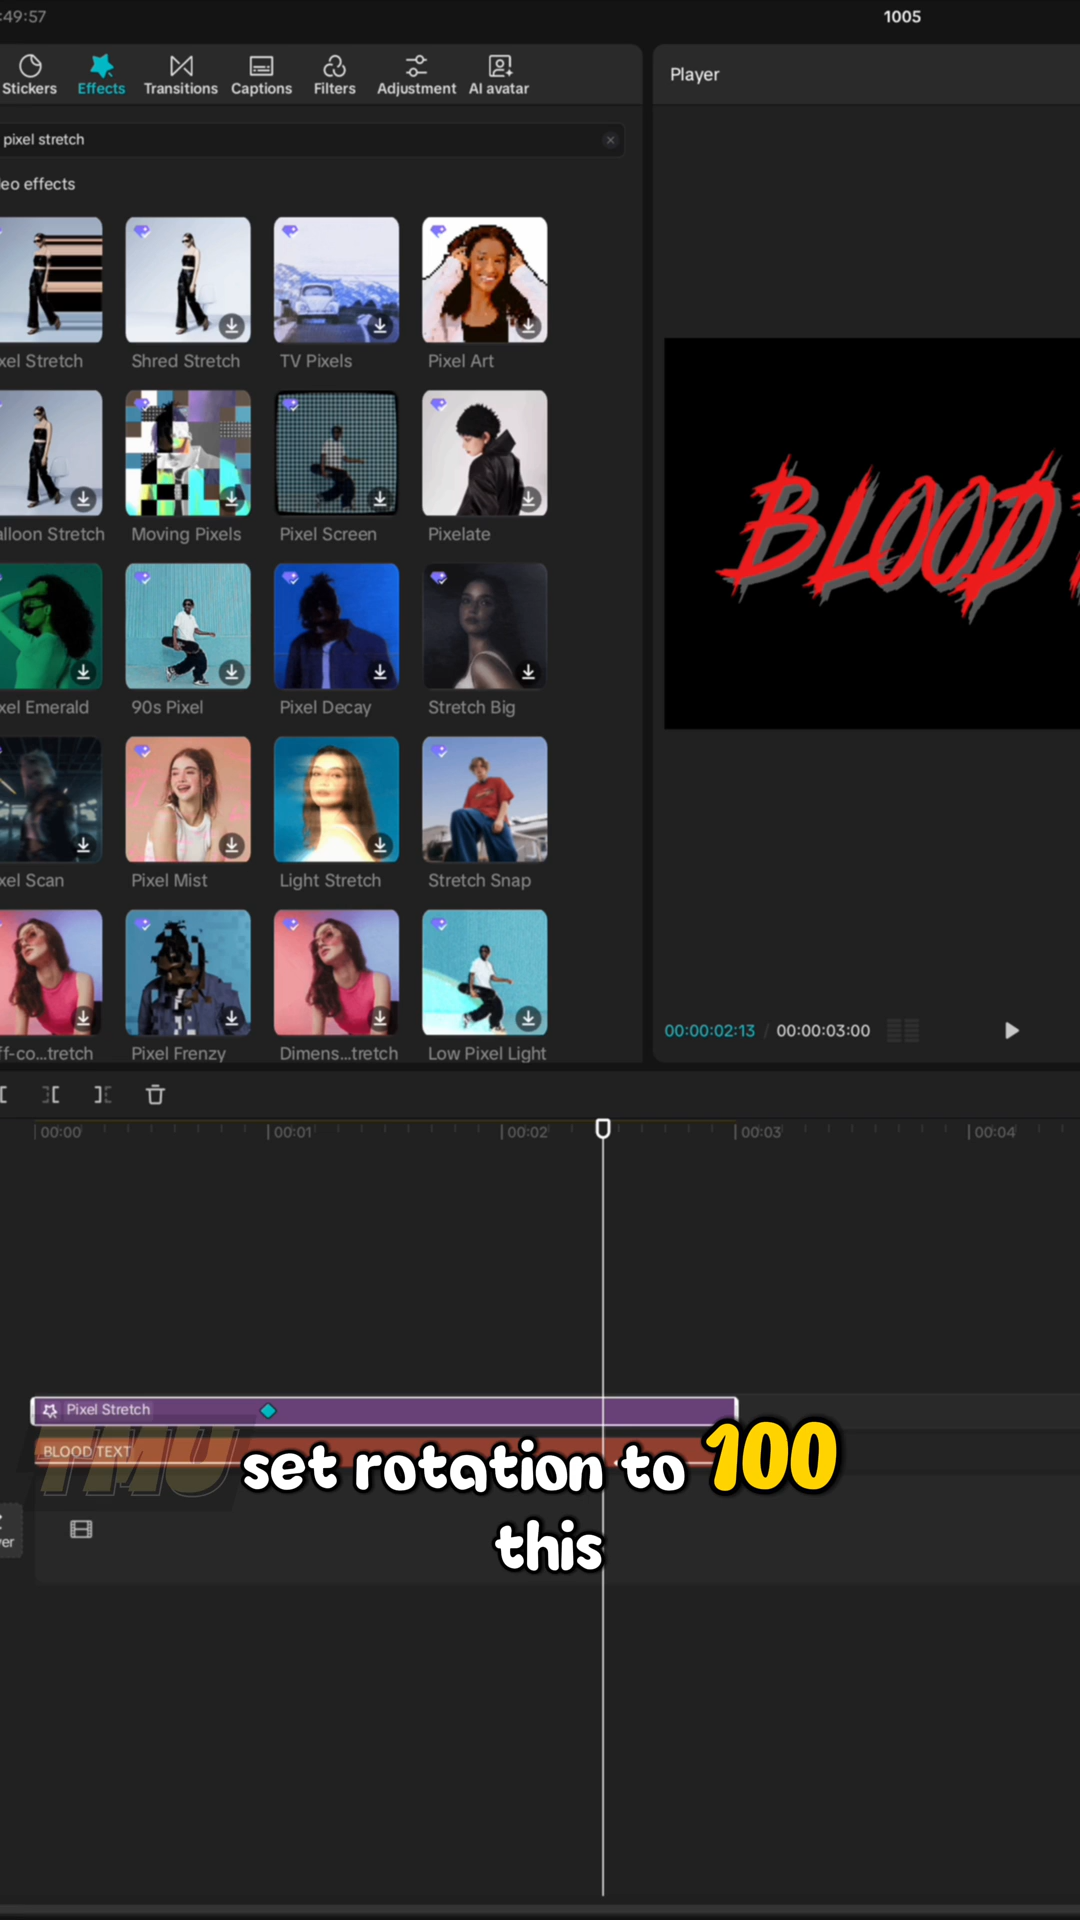 :49:57
1005
Stickers
Effects
Transitions
Captions
Filters
Adjustment
AI avatar
Player
pixel stretch
eo effects
xel Stretch
Shred Stretch
TV Pixels
Pixel Art
alloon Stretch
Moving Pixels
Pixel Screen
Pixelate
xel Emerald
90s Pixel
Pixel Decay
Stretch Big
xel Scan
Pixel Mist
Light Stretch
Stretch Snap
ff-co...tretch
Pixel Frenzy
Dimens...tretch
Low Pixel Light
BLOOD
00:00:02:13 / 00:00:03:00
00:00
00:01
00:02
00:03
00:04
Pixel Stretch
BLOOD TEXT
TMU
set rotation to 100
this
ver